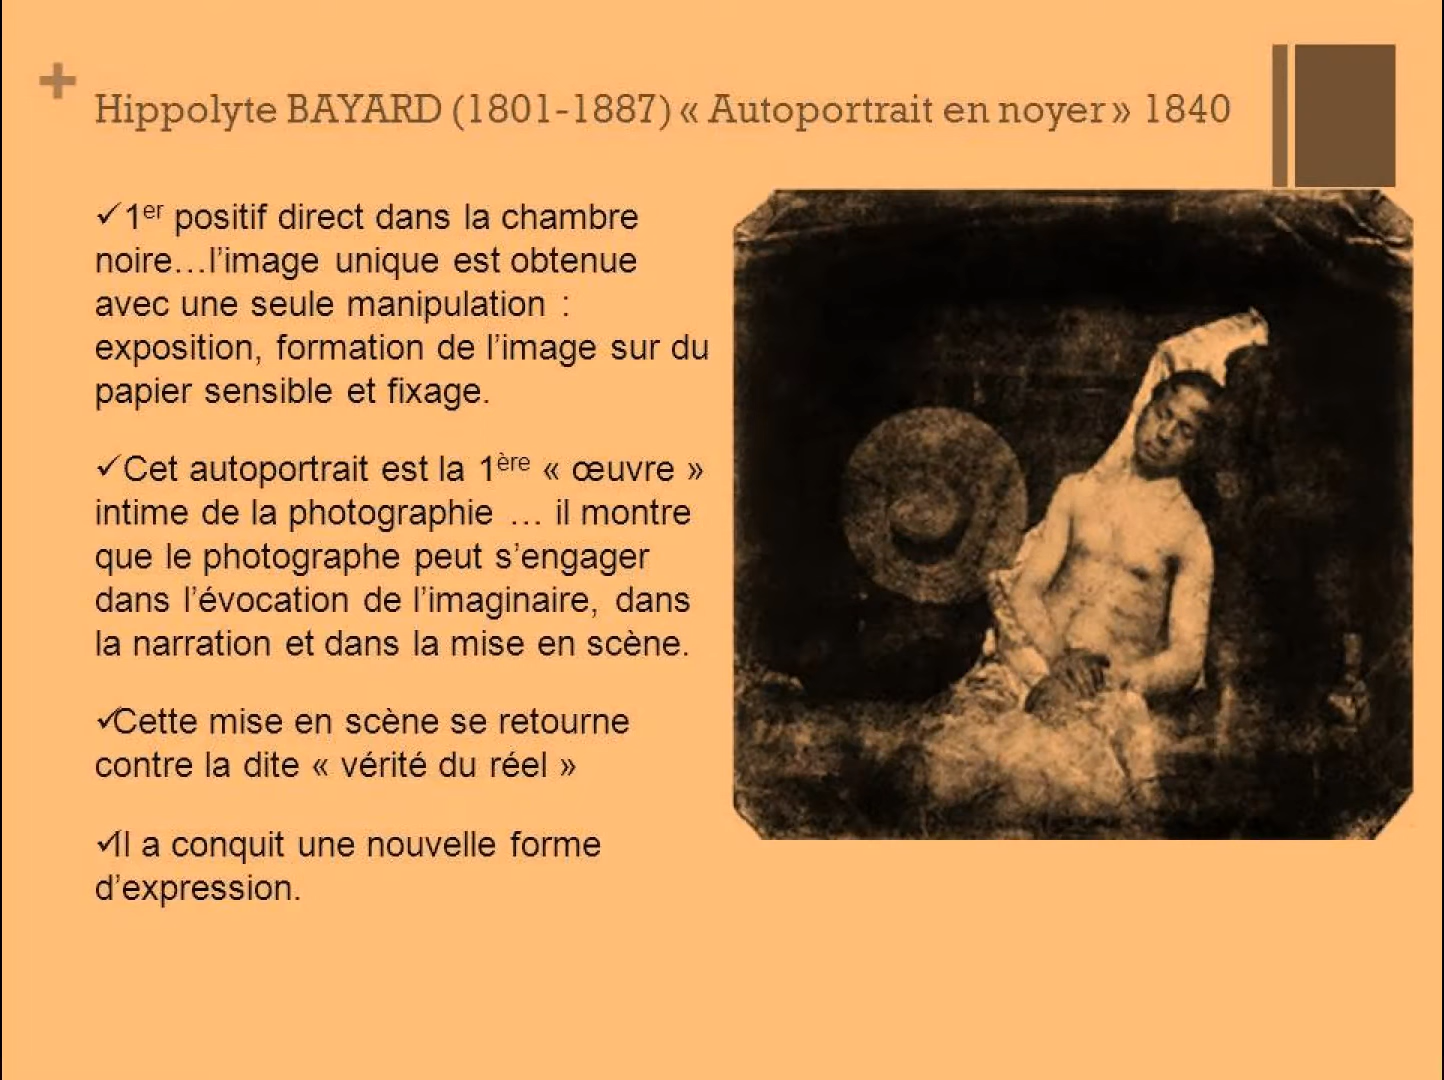 Hippolyte BAYARD (1801-1887) « Autoportrait en noyer » 1840
✓1er positif direct dans la chambre
noire…l’image unique est obtenue
avec une seule manipulation :
exposition, formation de l’image sur du
papier sensible et fixage.
✓Cet autoportrait est la 1ère « œuvre »
intime de la photographie … il montre
que le photographe peut s’engager
dans l’évocation de l’imaginaire, dans
la narration et dans la mise en scène.
✓Cette mise en scène se retourne
contre la dite « vérité du réel »
✓Il a conquit une nouvelle forme
d’expression.